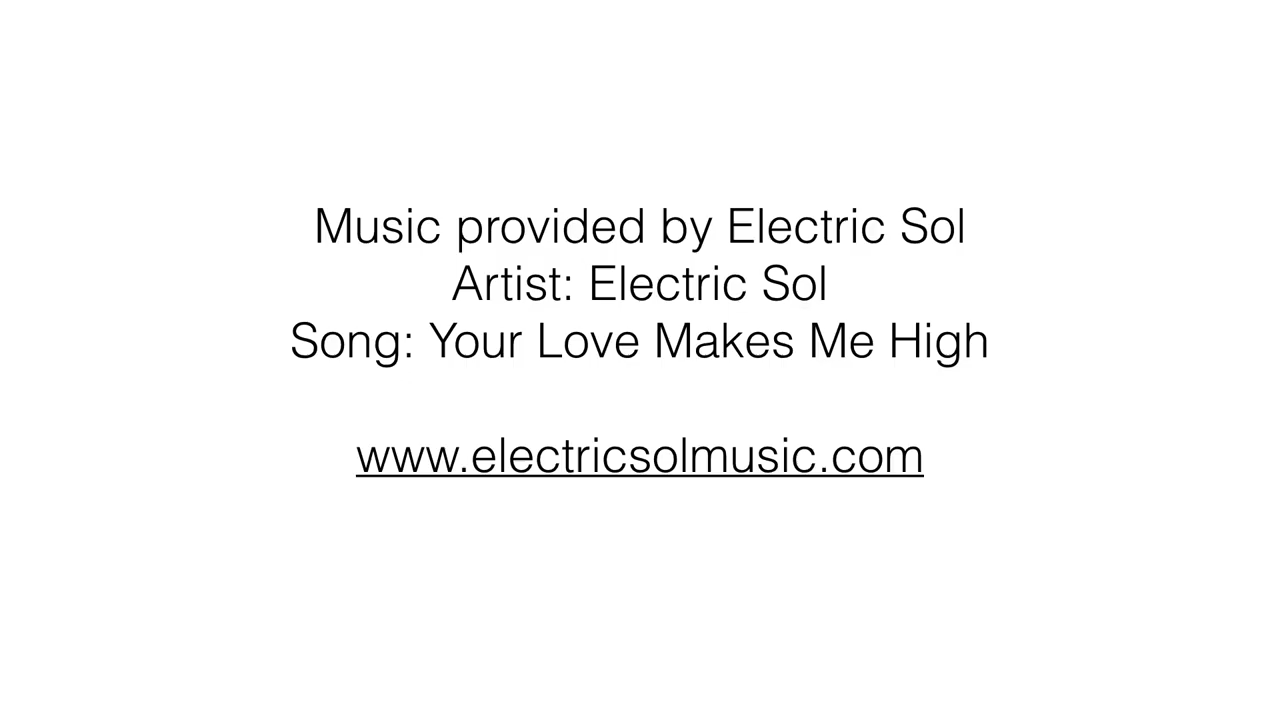 Music provided by Electric Sol
Artist: Electric Sol
Song: Your Love Makes Me High
www.electricsolmusic.com